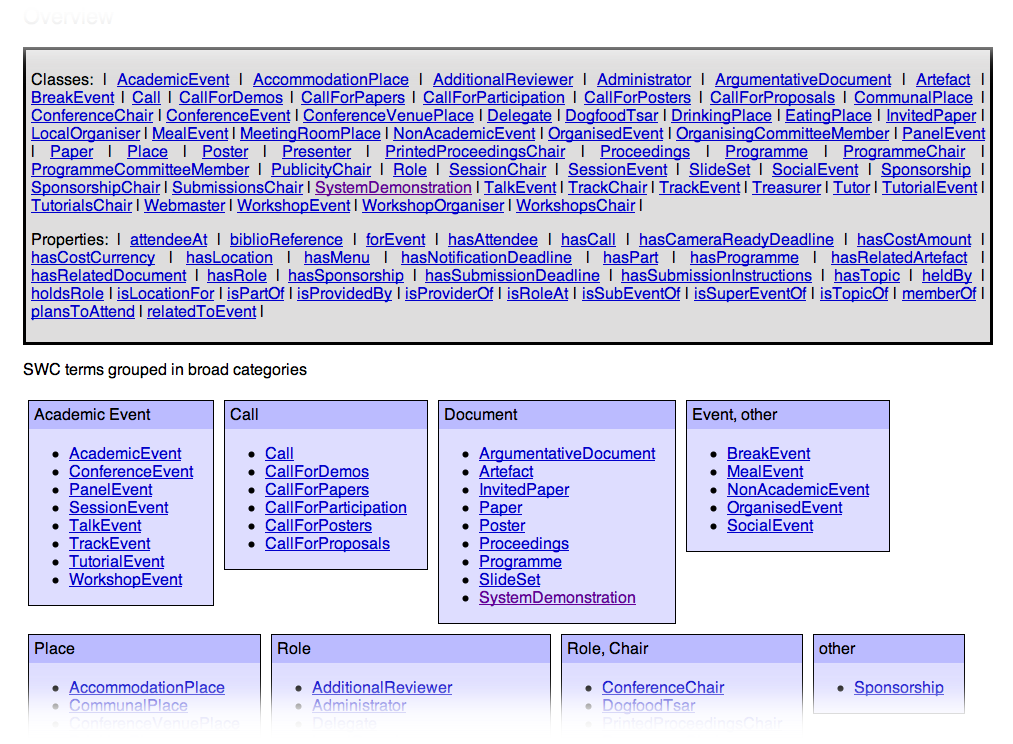 Overview
Classes: | AcademicEvent | AccommodationPlace | AdditionalReviewer | Administrator | ArgumentativeDocument | Artefact |
BreakEvent | Call | CallForDemos | CallForPapers | CallForParticipation | CallForPosters | CallForProposals | CommunalPlace |
ConferenceChair | ConferenceEvent | ConferenceVenuePlace | Delegate | DogfoodTsar | DrinkingPlace | EatingPlace | InvitedPaper |
LocalOrganiser | MealEvent | MeetingRoomPlace | NonAcademicEvent | OrganisedEvent | OrganisingCommitteeMember | PanelEvent
| Paper | Place | Poster | Presenter | PrintedProceedingsChair | Proceedings | Programme | ProgrammeChair |
ProgrammeCommitteeMember | PublicityChair | Role | SessionChair | SessionEvent | SlideSet | SocialEvent | Sponsorship |
SponsorshipChair | SubmissionsChair | SystemDemonstration | TalkEvent | TrackChair | TrackEvent | Treasurer | Tutor | TutorialEvent |
TutorialsChair | Webmaster | WorkshopEvent | WorkshopOrganiser | WorkshopsChair |
Properties: | attendeeAt | biblioReference | forEvent | hasAttendee | hasCall | hasCameraReadyDeadline | hasCostAmount |
hasCostCurrency | hasLocation | hasMenu | hasNotificationDeadline | hasPart | hasProgramme | hasRelatedArtefact |
hasRelatedDocument | hasRole | hasSponsorship | hasSubmissionDeadline | hasSubmissionInstructions | hasTopic | heldBy |
holdsRole | isLocationFor | isPartOf | isProvidedBy | isProviderOf | isRoleAt | isSubEventOf | isSuperEventOf | isTopicOf | memberOf |
plansToAttend | relatedToEvent |
SWC terms grouped in broad categories
Academic Event
AcademicEvent
ConferenceEvent
PanelEvent
SessionEvent
TalkEvent
TrackEvent
TutorialEvent
WorkshopEvent
Call
Call
CallForDemos
CallForPapers
CallForParticipation
CallForPosters
CallForProposals
Document
ArgumentativeDocument
Artefact
InvitedPaper
Paper
Poster
Proceedings
Programme
SlideSet
SystemDemonstration
Event, other
BreakEvent
MealEvent
NonAcademicEvent
OrganisedEvent
SocialEvent
Place
AccommodationPlace
CommunalPlace
ConferenceVenuePlace
Role
AdditionalReviewer
Administrator
Delegate
Role, Chair
ConferenceChair
DogfoodTsar
PrintedProceedingsChair
other
Sponsorship